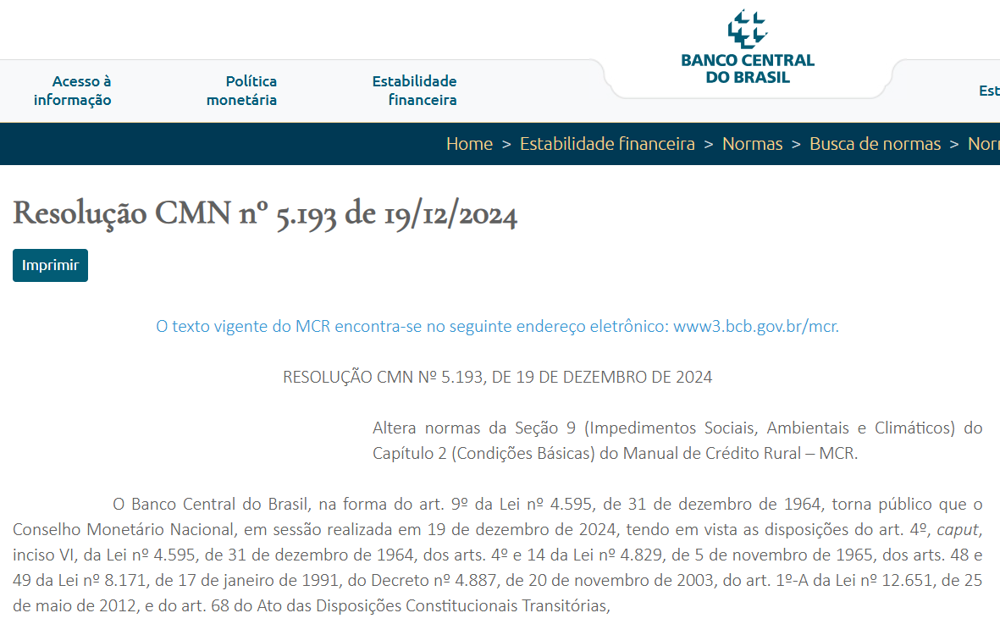 BANCO CENTRAL
DO BRASIL
Acesso à
informação
Política
monetária
Estabilidade
financeira
Est
Home > Estabilidade financeira > Normas > Busca de normas > Nor
Resolução CMN nº 5.193 de 19/12/2024
Imprimir
O texto vigente do MCR encontra-se no seguinte endereço eletrônico: www3.bcb.gov.br/mcr.
RESOLUÇÃO CMN Nº 5.193, DE 19 DE DEZEMBRO DE 2024
Altera normas da Seção 9 (Impedimentos Sociais, Ambientais e Climáticos) do
Capítulo 2 (Condições Básicas) do Manual de Crédito Rural – MCR.
O Banco Central do Brasil, na forma do art. 9º da Lei nº 4.595, de 31 de dezembro de 1964, torna público que o
Conselho Monetário Nacional, em sessão realizada em 19 de dezembro de 2024, tendo em vista as disposições do art. 4º, caput,
inciso VI, da Lei nº 4.595, de 31 de dezembro de 1964, dos arts. 4º e 14 da Lei nº 4.829, de 5 de novembro de 1965, dos arts. 48 e
49 da Lei nº 8.171, de 17 de janeiro de 1991, do Decreto nº 4.887, de 20 de novembro de 2003, do art. 1º-A da Lei nº 12.651, de 25
de maio de 2012, e do art. 68 do Ato das Disposições Constitucionais Transitórias,